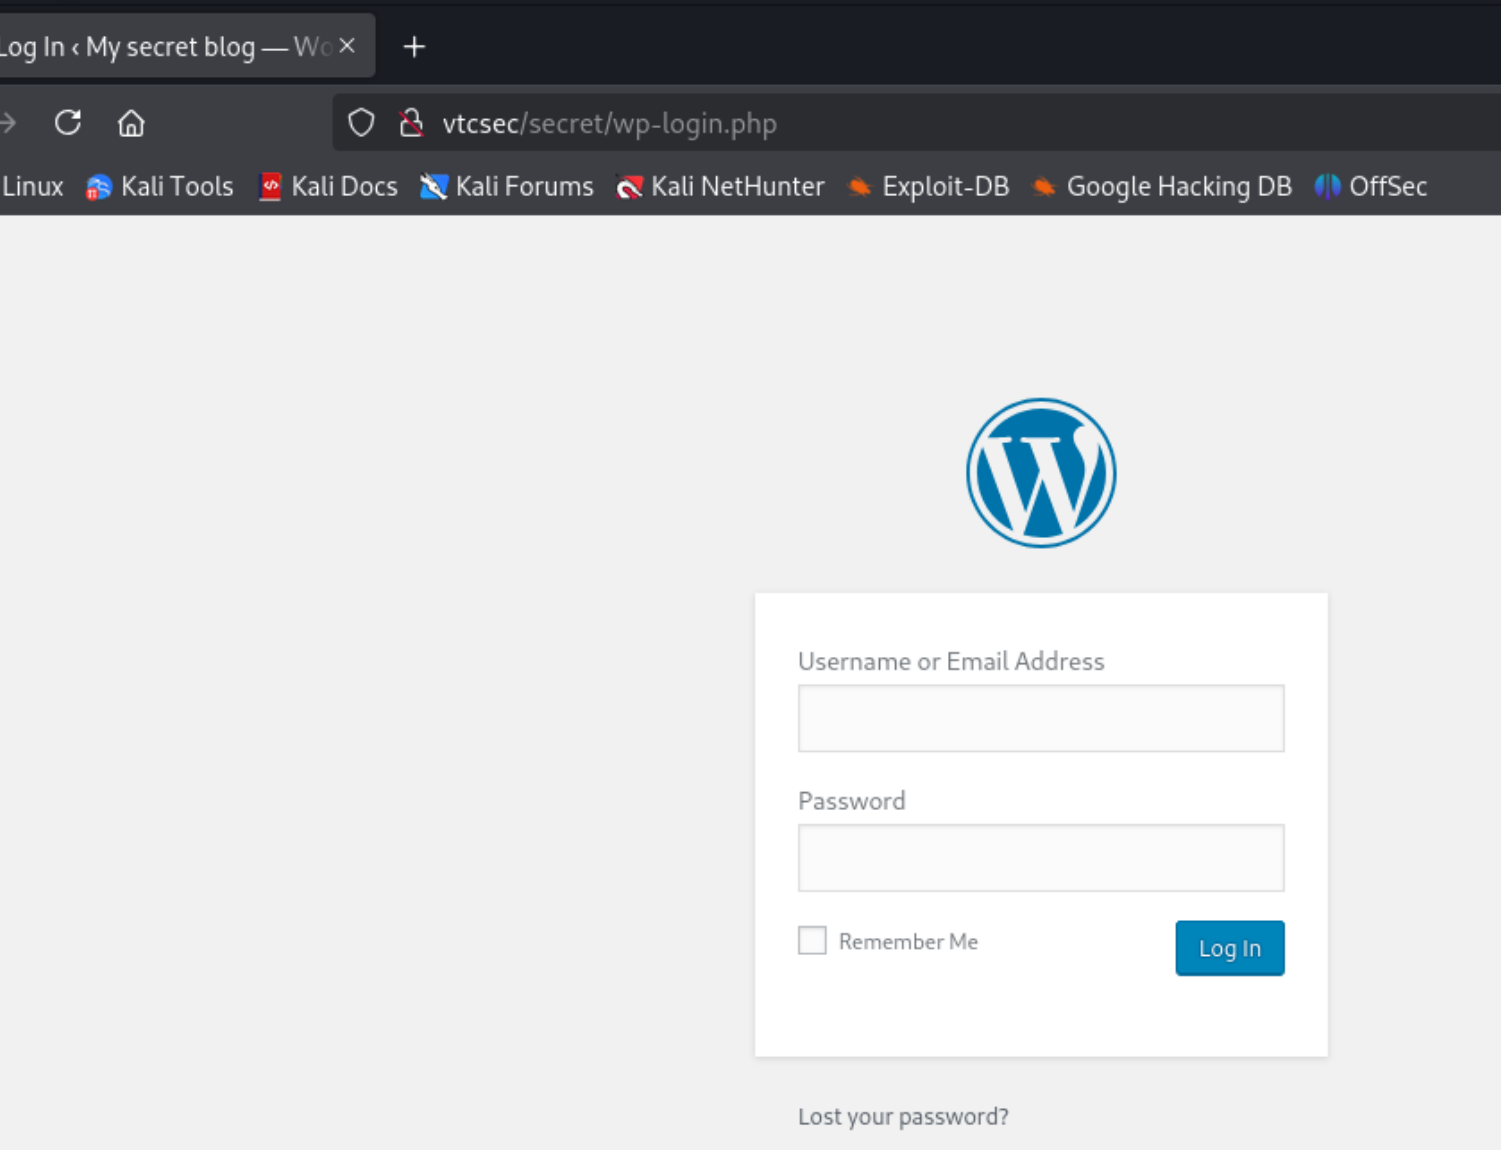 Log In ‹ My secret blog — Wo
vtcsec/secret/wp-login.php
Linux Kali Tools Kali Docs Kali Forums Kali NetHunter Exploit-DB Google Hacking DB OffSec
Username or Email Address
Password
Remember Me Log In
Lost your password?